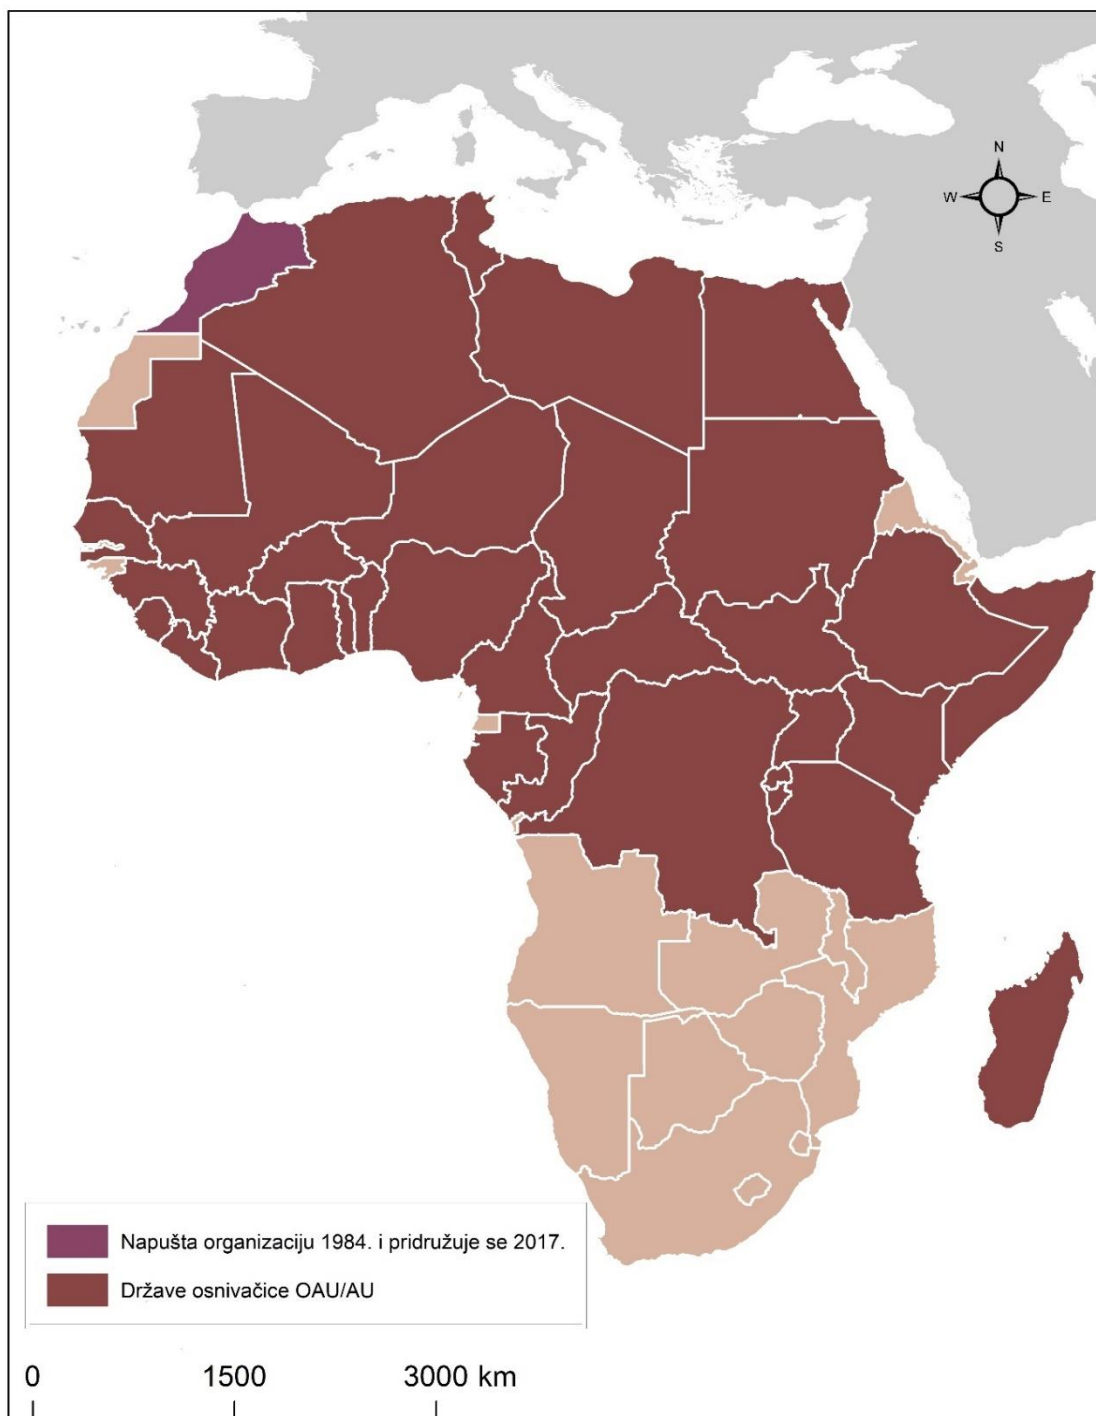 N
W E
S
Napušta organizaciju 1984. i pridružuje se 2017.
Države osnivačice OAU/AU
0 1500 3000 km